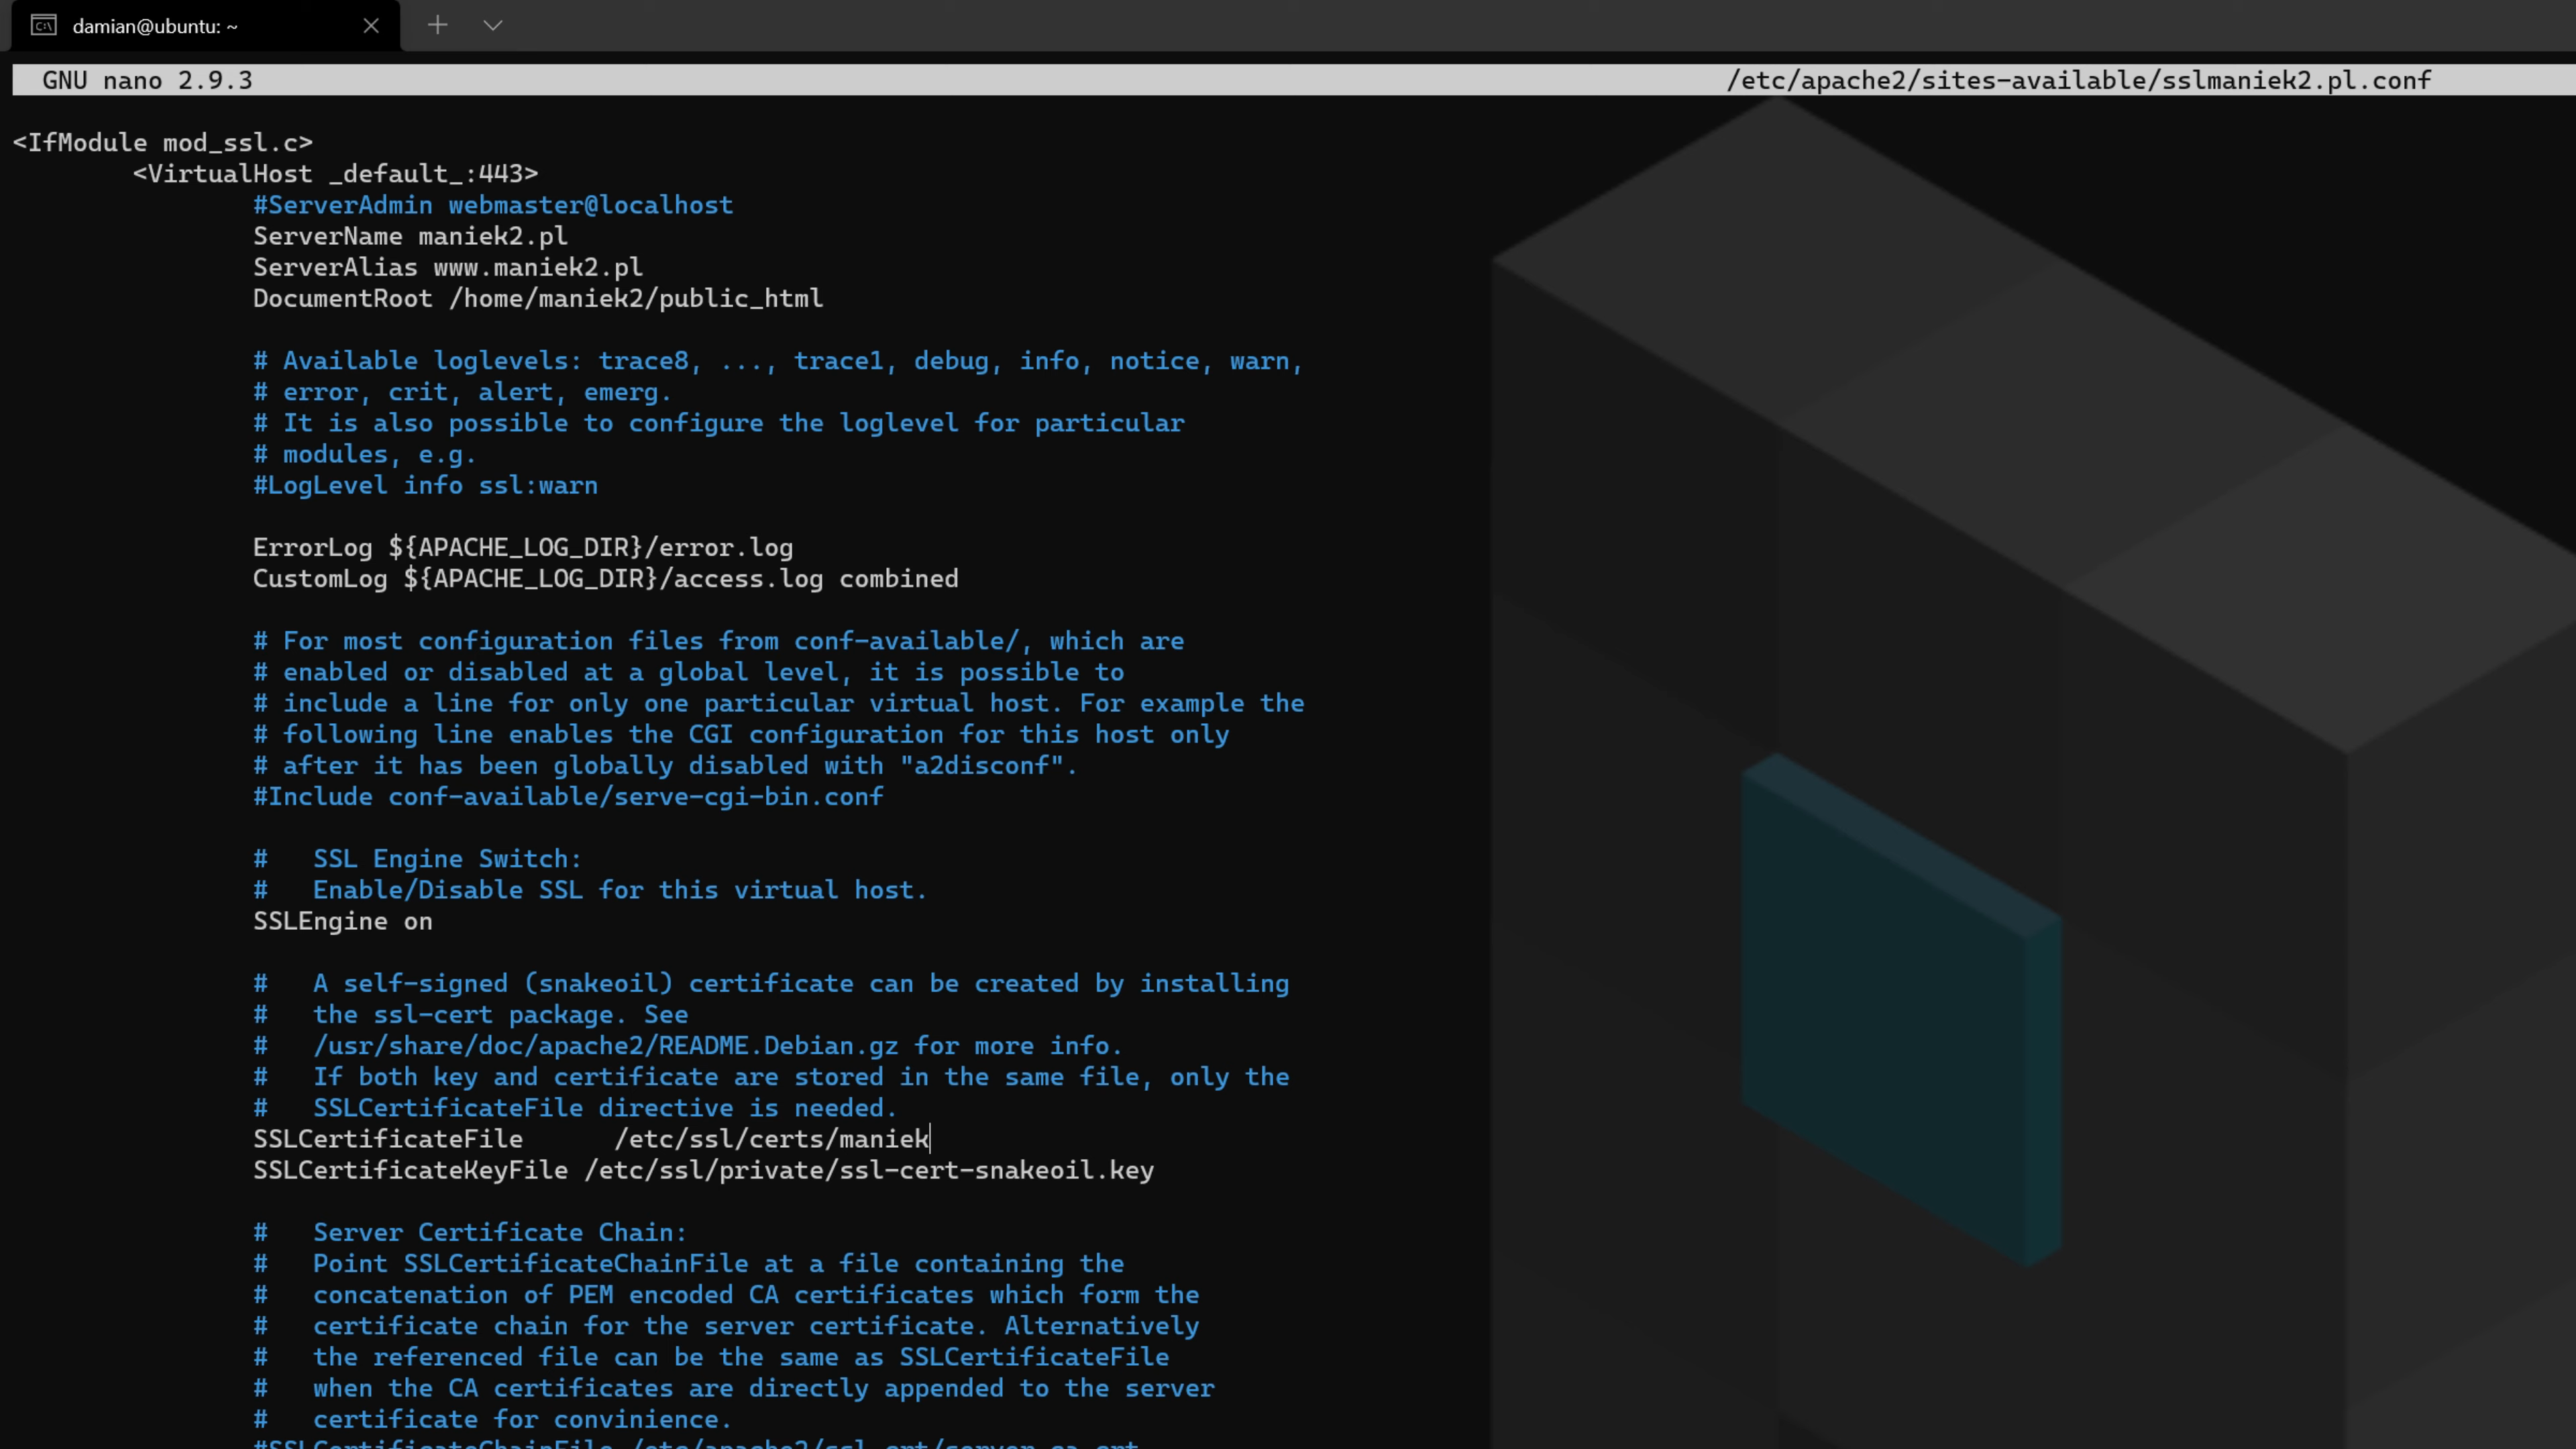 damian@ubuntu: ~
GNU nano 2.9.3 /etc/apache2/sites-available/sslmaniek2.pl.conf
<IfModule mod_ssl.c>
<VirtualHost _default_:443>
#ServerAdmin webmaster@localhost
ServerName maniek2.pl
ServerAlias www.maniek2.pl
DocumentRoot /home/maniek2/public_html
# Available loglevels: trace8, ..., trace1, debug, info, notice, warn,
# error, crit, alert, emerg.
# It is also possible to configure the loglevel for particular
# modules, e.g.
#LogLevel info ssl:warn
ErrorLog ${APACHE_LOG_DIR}/error.log
CustomLog ${APACHE_LOG_DIR}/access.log combined
# For most configuration files from conf-available/, which are
# enabled or disabled at a global level, it is possible to
# include a line for only one particular virtual host. For example the
# following line enables the CGI configuration for this host only
# after it has been globally disabled with "a2disconf".
#Include conf-available/serve-cgi-bin.conf
#   SSL Engine Switch:
#   Enable/Disable SSL for this virtual host.
SSLEngine on
#   A self-signed (snakeoil) certificate can be created by installing
#   the ssl-cert package. See
#   /usr/share/doc/apache2/README.Debian.gz for more info.
#   If both key and certificate are stored in the same file, only the
#   SSLCertificateFile directive is needed.
SSLCertificateFile      /etc/ssl/certs/maniek
SSLCertificateKeyFile /etc/ssl/private/ssl-cert-snakeoil.key
#   Server Certificate Chain:
#   Point SSLCertificateChainFile at a file containing the
#   concatenation of PEM encoded CA certificates which form the
#   certificate chain for the server certificate. Alternatively
#   the referenced file can be the same as SSLCertificateFile
#   when the CA certificates are directly appended to the server
#   certificate for convinience.
#SSLCertificateChainFile /etc/apache2/ssl.crt/server-ca.crt